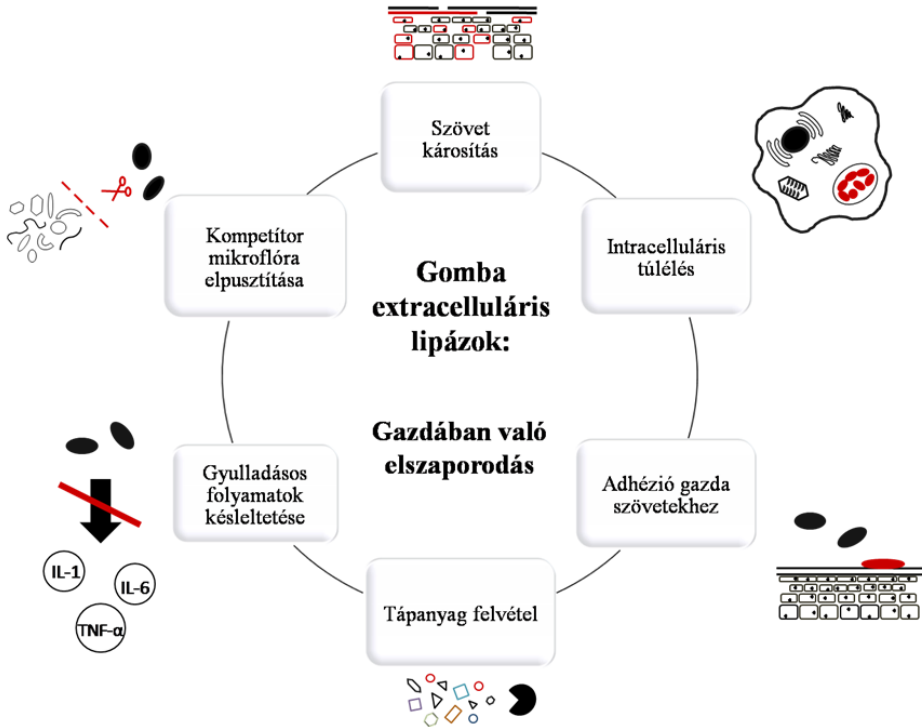 Szövet
károsítás
Intracelluláris
túlélés
Adhézió gazda
szövetekhez
Tápanyag felvétel
Gyulladásos
folyamatok
késleltetése
Kompetítor
mikroflóra
elpusztítása
Gomba
extracelluláris
lipázok:
Gazdában való
elszaporodás
IL-1
IL-6
TNF-α